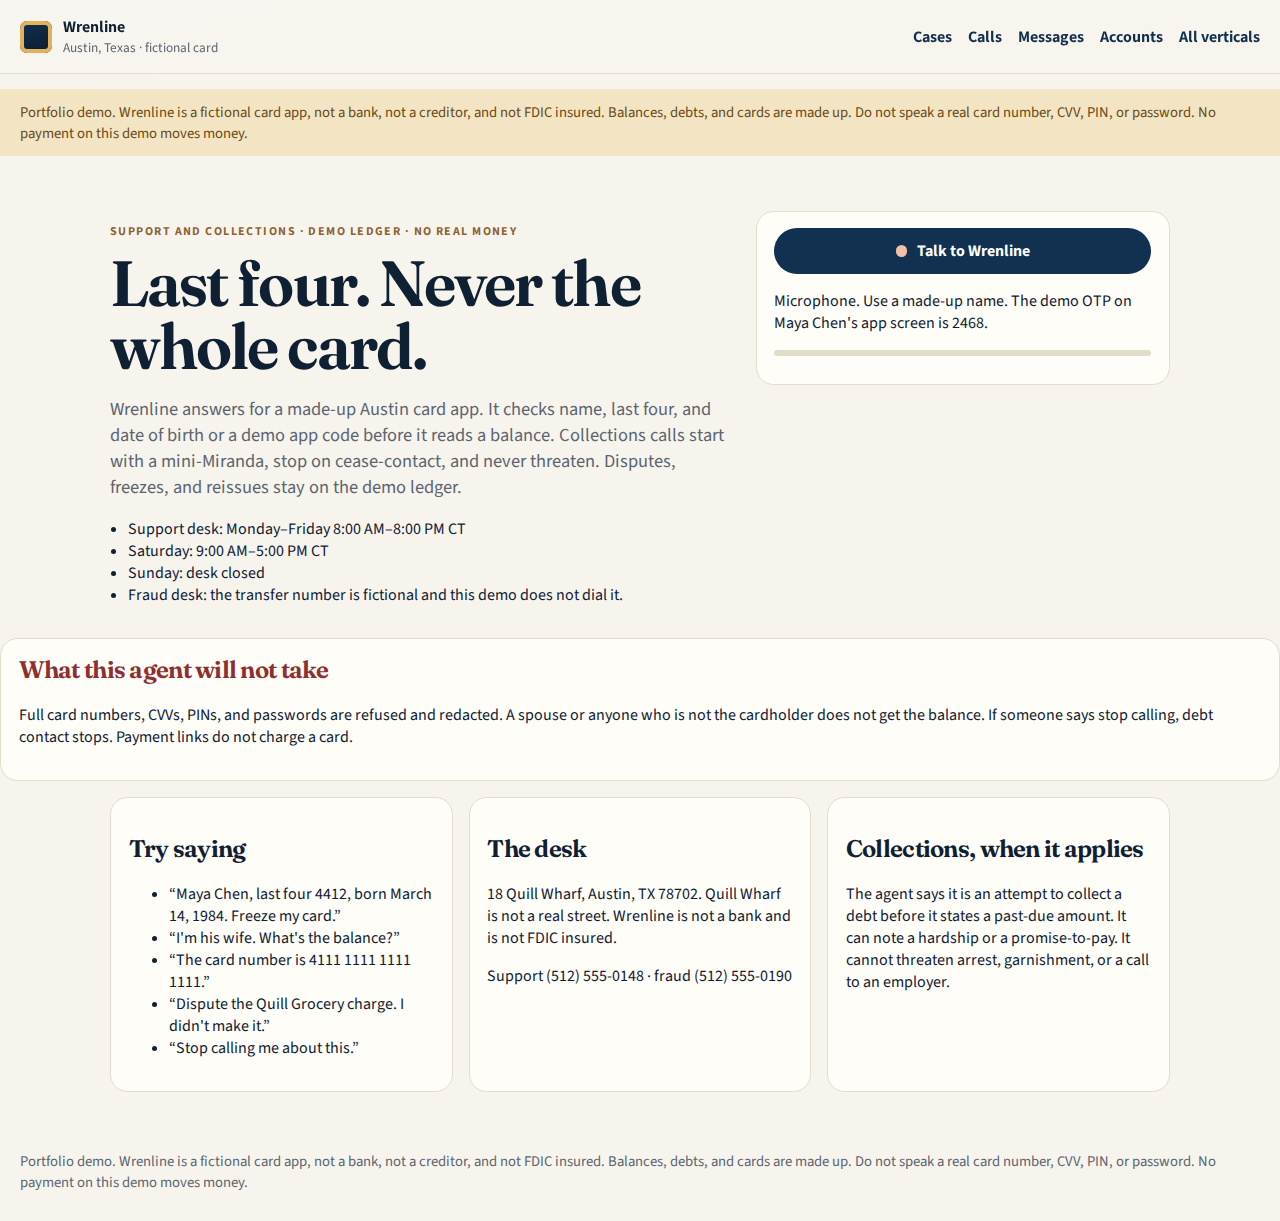 Wrenline
Austin, Texas · fictional card
Cases Calls Messages Accounts All verticals
Portfolio demo. Wrenline is a fictional card app, not a bank, not a creditor, and not FDIC insured. Balances, debts, and cards are made up. Do not speak a real card number, CVV, PIN, or password. No
payment on this demo moves money.
SUPPORT AND COLLECTIONS · DEMO LEDGER · NO REAL MONEY
Last four. Never the
whole card.
Wrenline answers for a made-up Austin card app. It checks name, last four, and
date of birth or a demo app code before it reads a balance. Collections calls start
with a mini-Miranda, stop on cease-contact, and never threaten. Disputes,
freezes, and reissues stay on the demo ledger.
• Support desk: Monday–Friday 8:00 AM–8:00 PM CT
• Saturday: 9:00 AM–5:00 PM CT
• Sunday: desk closed
• Fraud desk: the transfer number is fictional and this demo does not dial it.
Talk to Wrenline
Microphone. Use a made-up name. The demo OTP on
Maya Chen's app screen is 2468.
What this agent will not take
Full card numbers, CVVs, PINs, and passwords are refused and redacted. A spouse or anyone who is not the cardholder does not get the balance. If someone says stop calling, debt
contact stops. Payment links do not charge a card.
Try saying
• “Maya Chen, last four 4412, born March
14, 1984. Freeze my card.”
• “I'm his wife. What's the balance?”
• “The card number is 4111 1111 1111
1111.”
• “Dispute the Quill Grocery charge. I
didn't make it.”
• “Stop calling me about this.”
The desk
18 Quill Wharf, Austin, TX 78702. Quill Wharf
is not a real street. Wrenline is not a bank and
is not FDIC insured.
Support (512) 555-0148 · fraud (512) 555-0190
Collections, when it applies
The agent says it is an attempt to collect a
debt before it states a past-due amount. It
can note a hardship or a promise-to-pay. It
cannot threaten arrest, garnishment, or a call
to an employer.
Portfolio demo. Wrenline is a fictional card app, not a bank, not a creditor, and not FDIC insured. Balances, debts, and cards are made up. Do not speak a real card number, CVV, PIN, or password. No
payment on this demo moves money.